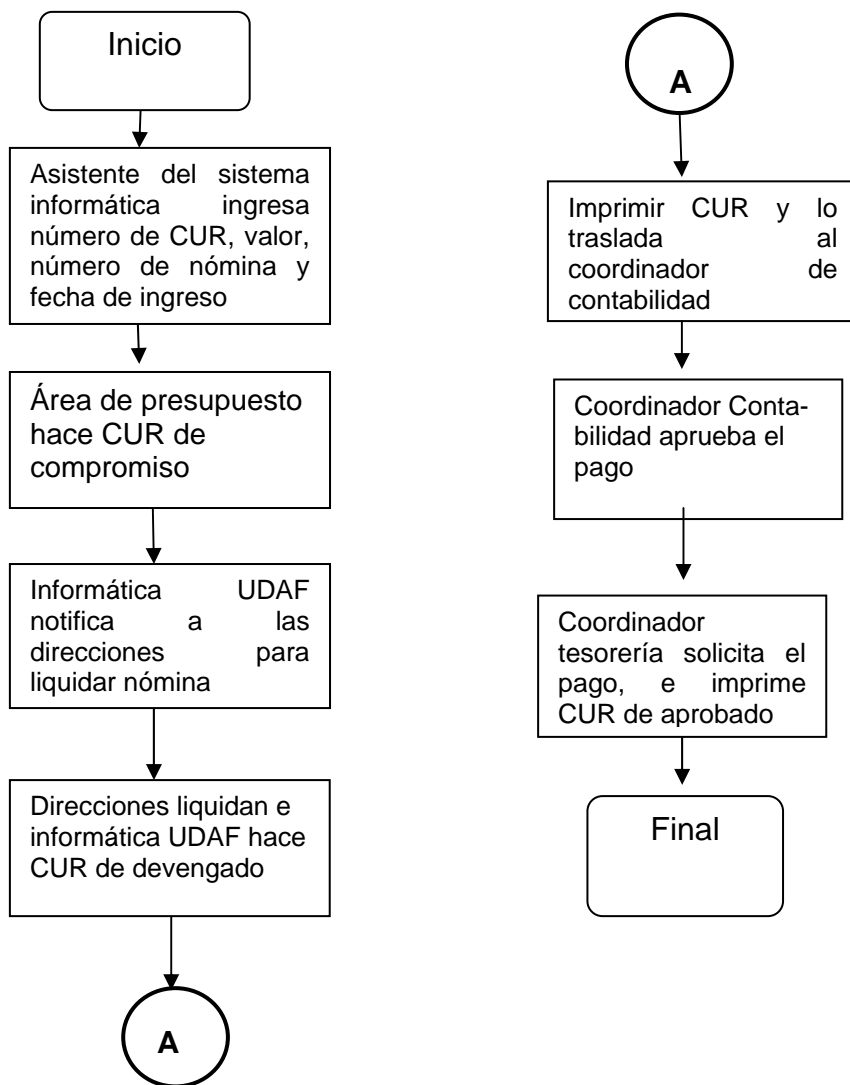 Inicio
Asistente del sistema
informática ingresa
número de CUR, valor,
número de nómina y
fecha de ingreso
Área de presupuesto
hace CUR de
compromiso
Informática UDAF
notifica a las
direcciones para
liquidar nómina
Direcciones liquidan e
informática UDAF hace
CUR de devengado
A
A
Imprimir CUR y lo
traslada al
coordinador de
contabilidad
Coordinador Conta-
bilidad aprueba el
pago
Coordinador
tesorería solicita el
pago, e imprime
CUR de aprobado
Final